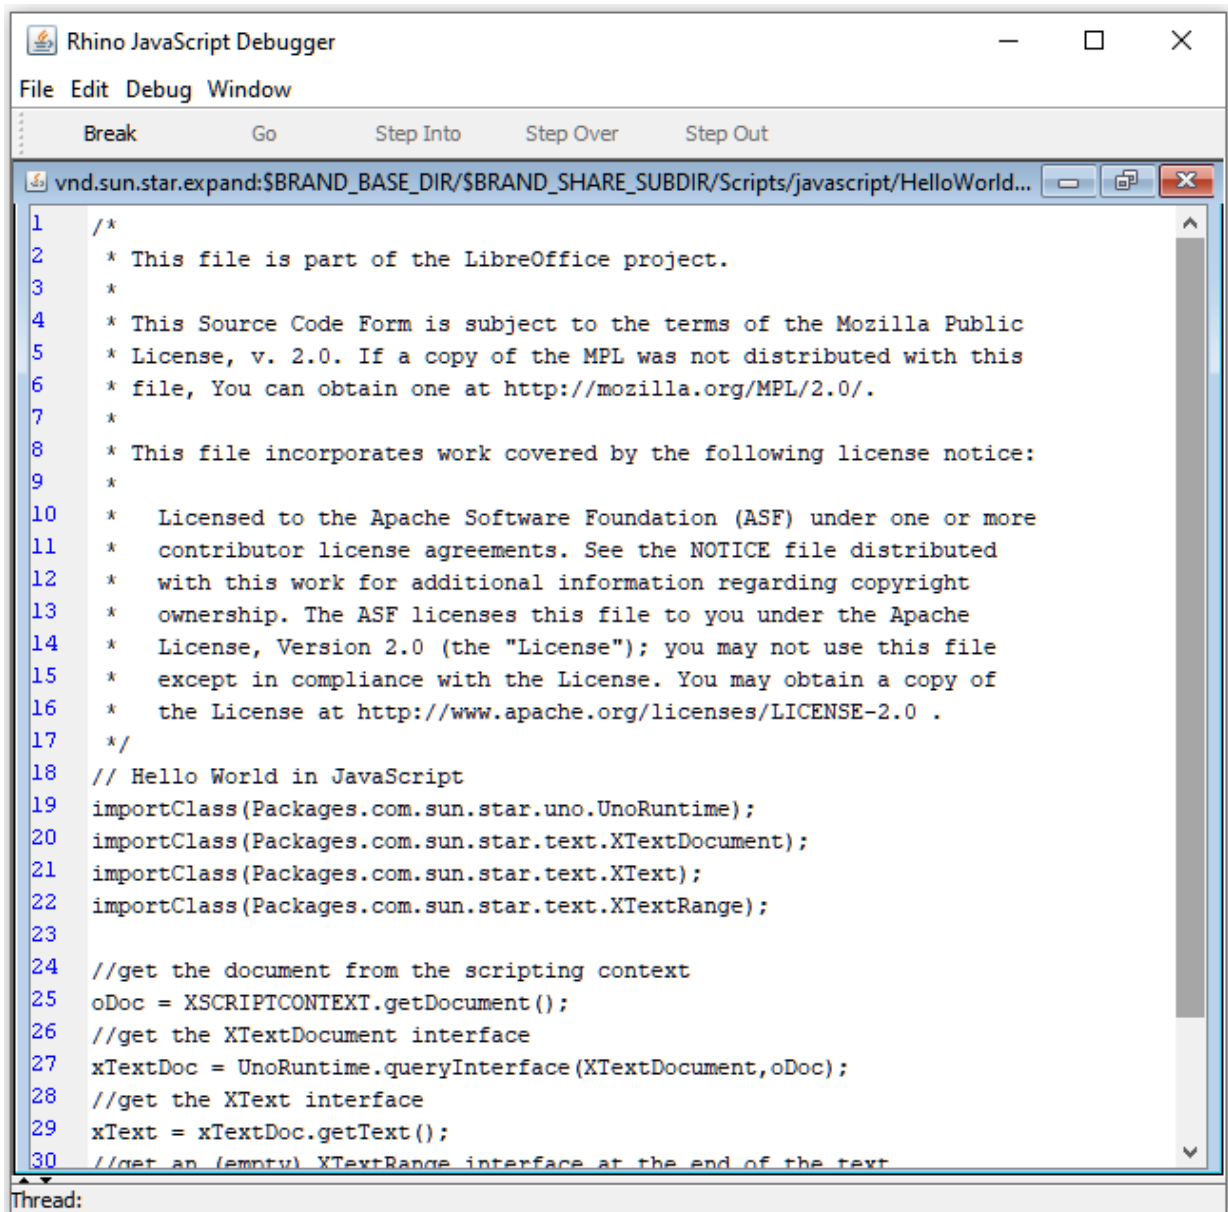 Rhino JavaScript Debugger
File Edit Debug Window
Break Go Step Into Step Over Step Out
vnd.sun.star.expand:$BRAND_BASE_DIR/$BRAND_SHARE_SUBDIR/Scripts/javascript/HelloWorld...
1 /*
2 * This file is part of the LibreOffice project.
3 *
4 * This Source Code Form is subject to the terms of the Mozilla Public
5 * License, v. 2.0. If a copy of the MPL was not distributed with this
6 * file, You can obtain one at http://mozilla.org/MPL/2.0/.
7 *
8 * This file incorporates work covered by the following license notice:
9 *
10 *   Licensed to the Apache Software Foundation (ASF) under one or more
11 *   contributor license agreements. See the NOTICE file distributed
12 *   with this work for additional information regarding copyright
13 *   ownership. The ASF licenses this file to you under the Apache
14 *   License, Version 2.0 (the "License"); you may not use this file
15 *   except in compliance with the License. You may obtain a copy of
16 *   the License at http://www.apache.org/licenses/LICENSE-2.0 .
17 */
18 // Hello World in JavaScript
19 importClass(Packages.com.sun.star.uno.UnoRuntime);
20 importClass(Packages.com.sun.star.text.XTextDocument);
21 importClass(Packages.com.sun.star.text.XText);
22 importClass(Packages.com.sun.star.text.XTextRange);
23
24 //get the document from the scripting context
25 oDoc = XSCRIPTCONTEXT.getDocument();
26 //get the XTextDocument interface
27 xTextDoc = UnoRuntime.queryInterface(XTextDocument,oDoc);
28 //get the XText interface
29 xText = xTextDoc.getText();
30 //get an (empty) XTextRange interface at the end of the text
Thread: